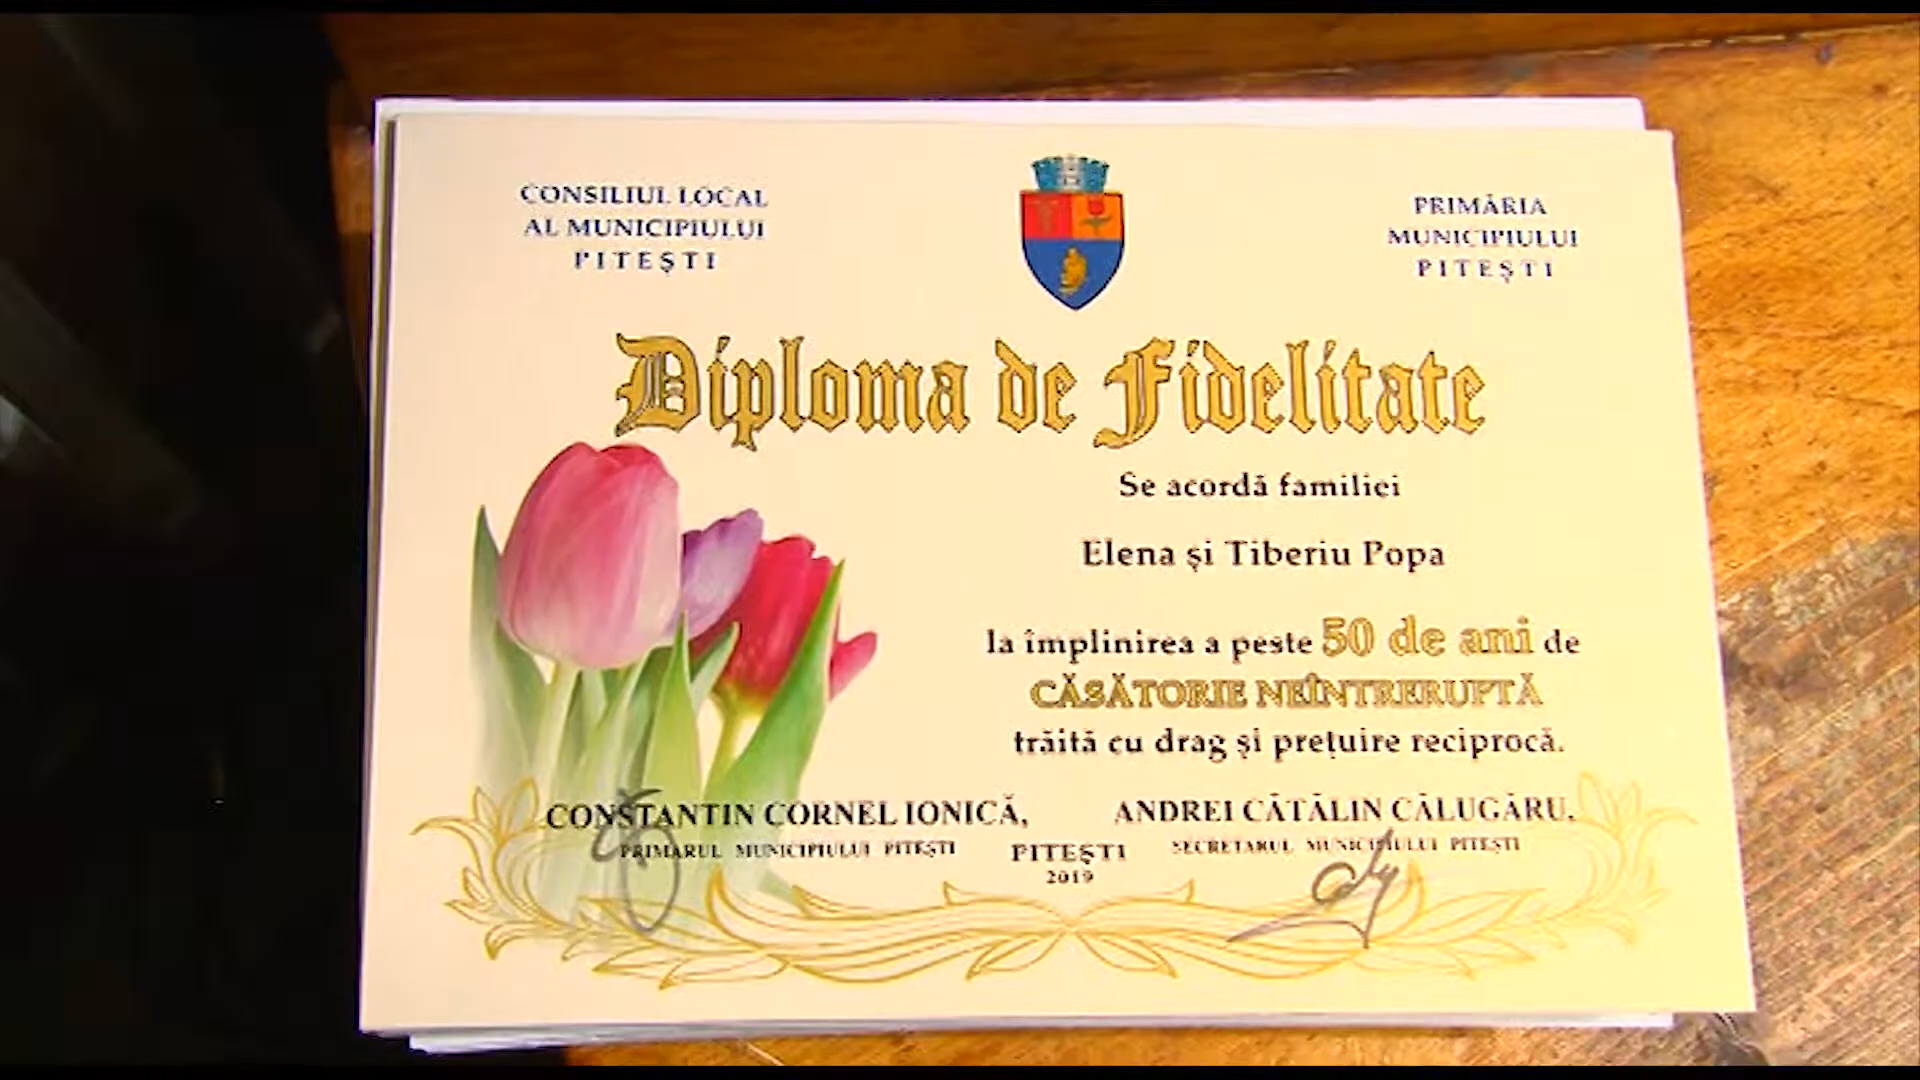 CONSILIUL LOCAL
AL MUNICIPIULUI
PITEȘTI
PRIMĂRIA
MUNICIPIULUI
PITEȘTI
Diploma de Fidelitate
Se acordă familiei
Elena și Tiberiu Popa
la împlinirea a peste 50 de ani de
CĂSĂTORIE NEÎNTRERUPTĂ
trăită cu drag și prețuire reciprocă.
CONSTANTIN CORNEL IONICĂ,
PRIMARUL MUNICIPIULUI PITEȘTI
ANDREI CĂTĂLIN CĂLUGĂRU,
SECRETARUL MUNICIPIULUI PITEȘTI
PITEȘTI
2019